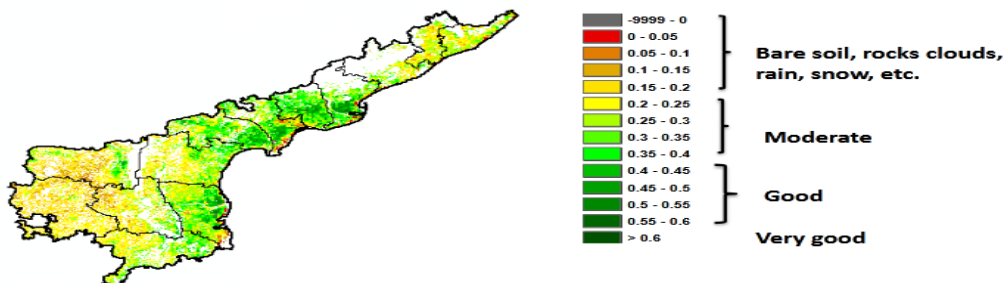 -9999 - 0
0 - 0.05
0.05 - 0.1
0.1 - 0.15
0.15 - 0.2
0.2 - 0.25
0.25 - 0.3
0.3 - 0.35
0.35 - 0.4
0.4 - 0.45
0.45 - 0.5
0.5 - 0.55
0.55 - 0.6
> 0.6
Bare soil, rocks clouds,
rain, snow, etc.
Moderate
Good
Very good